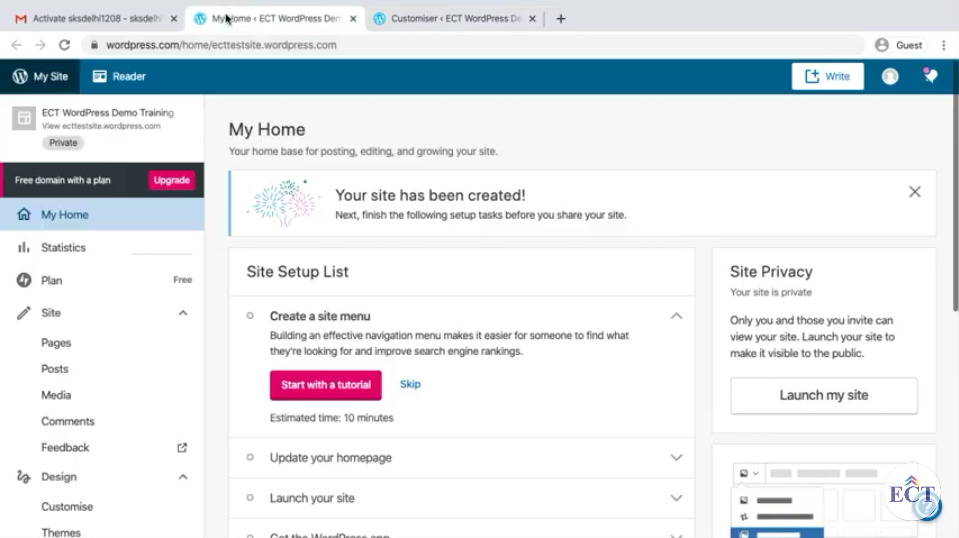 Activate sksdelhi1208 - sksdelhi
My Home ‹ ECT WordPress Dem
Customiser ‹ ECT WordPress De
wordpress.com/home/ecttestsite.wordpress.com
Guest
My Site
Reader
Write
ECT WordPress Demo Training
View ecttestsite.wordpress.com
Private
Free domain with a plan
Upgrade
My Home
Statistics
Plan
Free
Site
Pages
Posts
Media
Comments
Feedback
Design
Customise
Themes
My Home
Your home base for posting, editing, and growing your site.
Your site has been created!
Next, finish the following setup tasks before you share your site.
Site Setup List
Create a site menu
Building an effective navigation menu makes it easier for someone to find what
they're looking for and improve search engine rankings.
Start with a tutorial
Skip
Estimated time: 10 minutes
Update your homepage
Launch your site
Get the WordPress app
Site Privacy
Your site is private
Only you and those you invite can
view your site. Launch your site to
make it visible to the public.
Launch my site
ECT